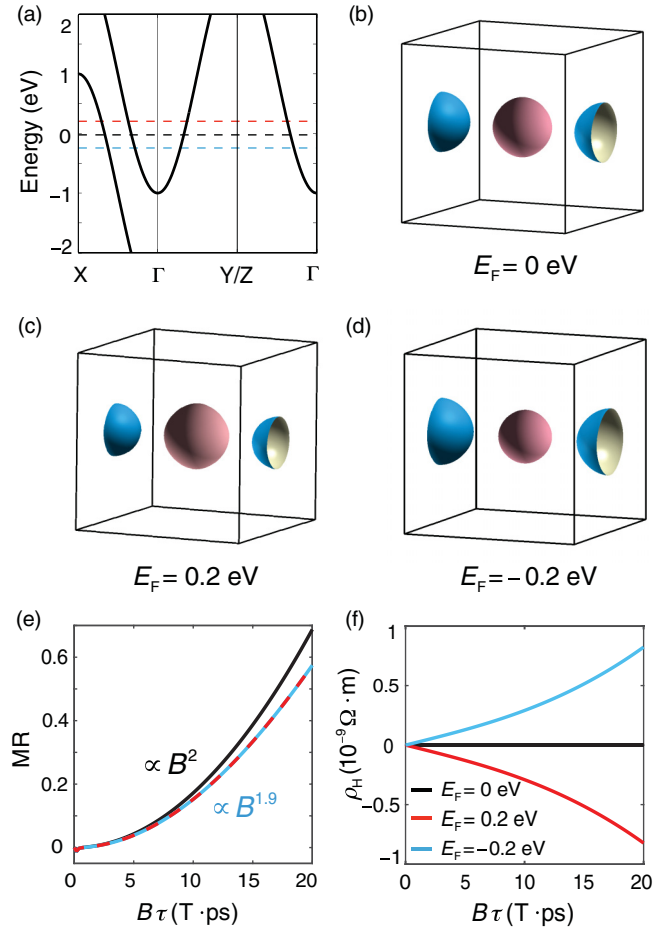 (a)
2
1
0
−1
−2
Energy (eV)
X Γ Y/Z Γ
(b)
E_F = 0 eV
(c)
E_F = 0.2 eV
(d)
E_F = −0.2 eV
(e)
0.6
0.4
0.2
0
MR
∝ B²
∝ B^1.9
0 5 10 15 20
Bτ (T · ps)
(f)
1
0.5
0
−0.5
−1
ρ_H (10⁻⁹ Ω · m)
E_F = 0 eV
E_F = 0.2 eV
E_F = −0.2 eV
0 5 10 15 20
Bτ (T · ps)